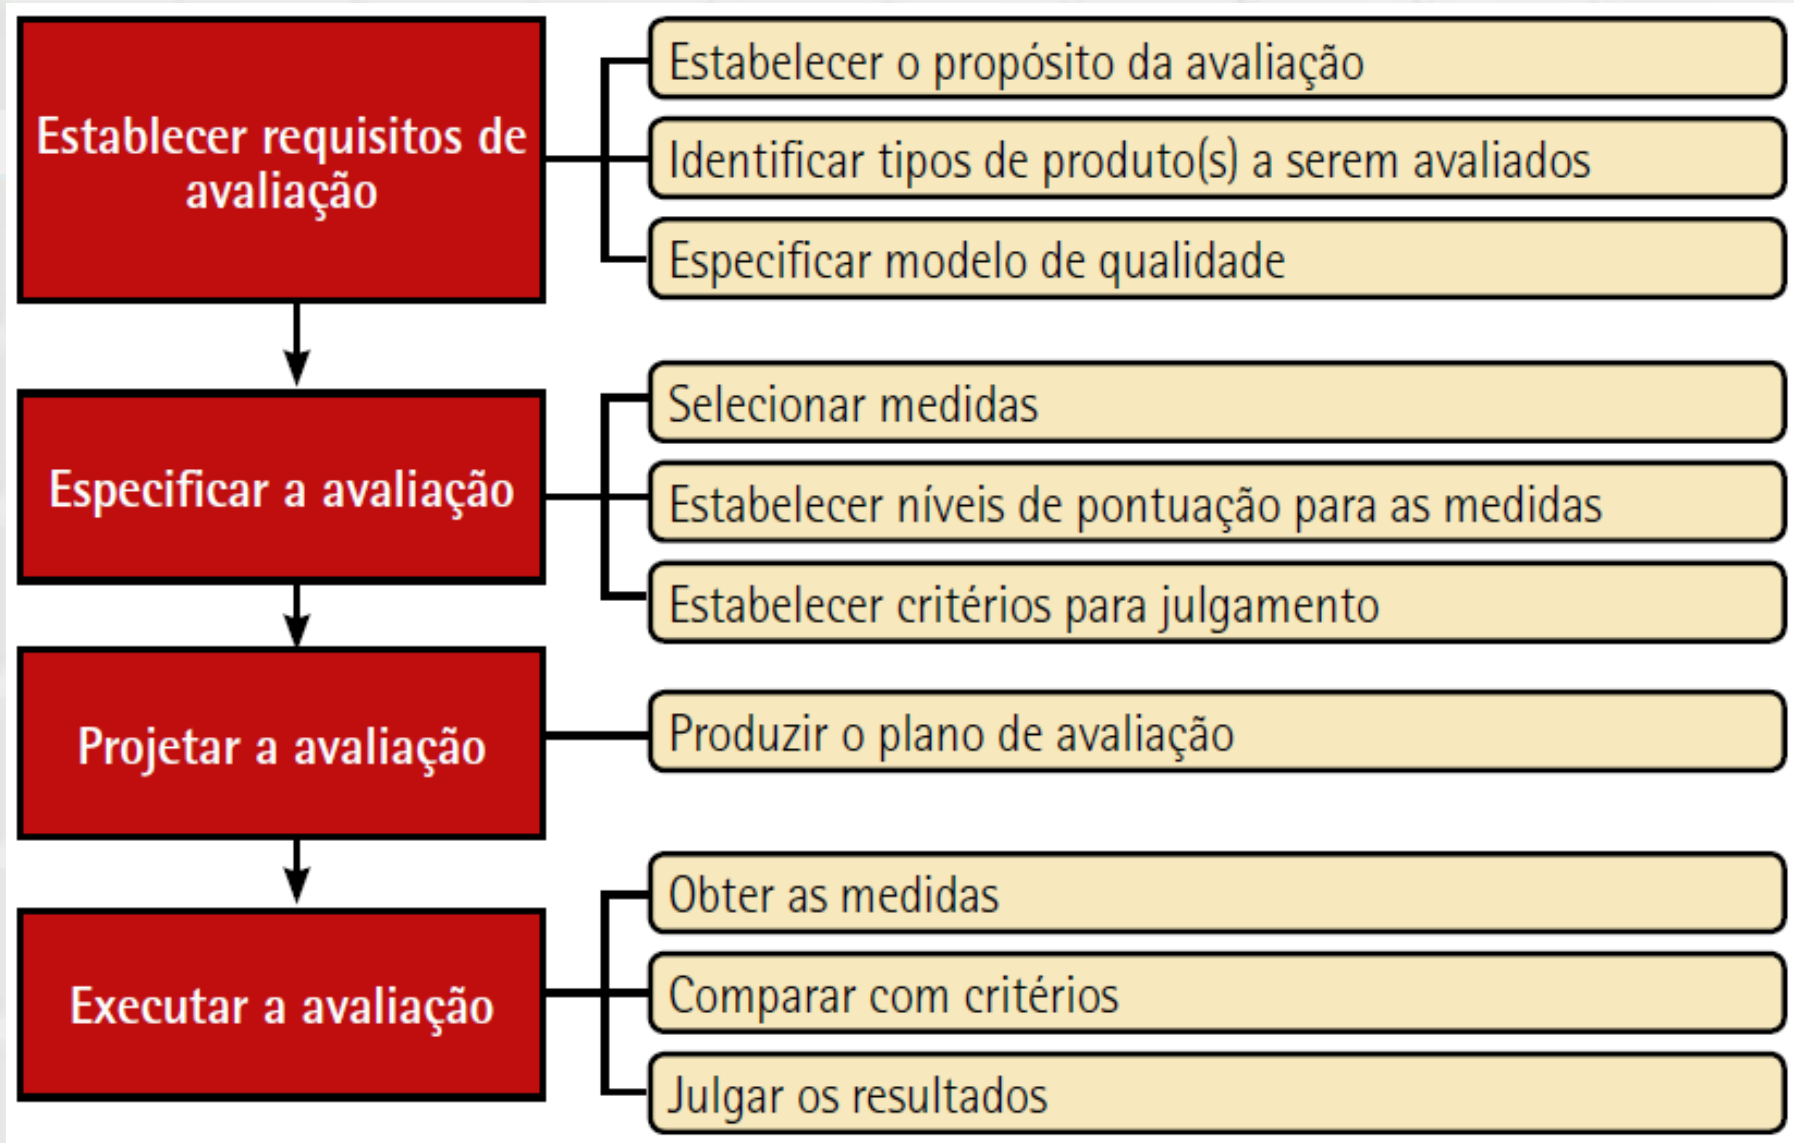 Establecer requisitos de
avaliação
Estabelecer o propósito da avaliação
Identificar tipos de produto(s) a serem avaliados
Especificar modelo de qualidade
Especificar a avaliação
Selecionar medidas
Estabelecer níveis de pontuação para as medidas
Estabelecer critérios para julgamento
Projetar a avaliação
Produzir o plano de avaliação
Executar a avaliação
Obter as medidas
Comparar com critérios
Julgar os resultados